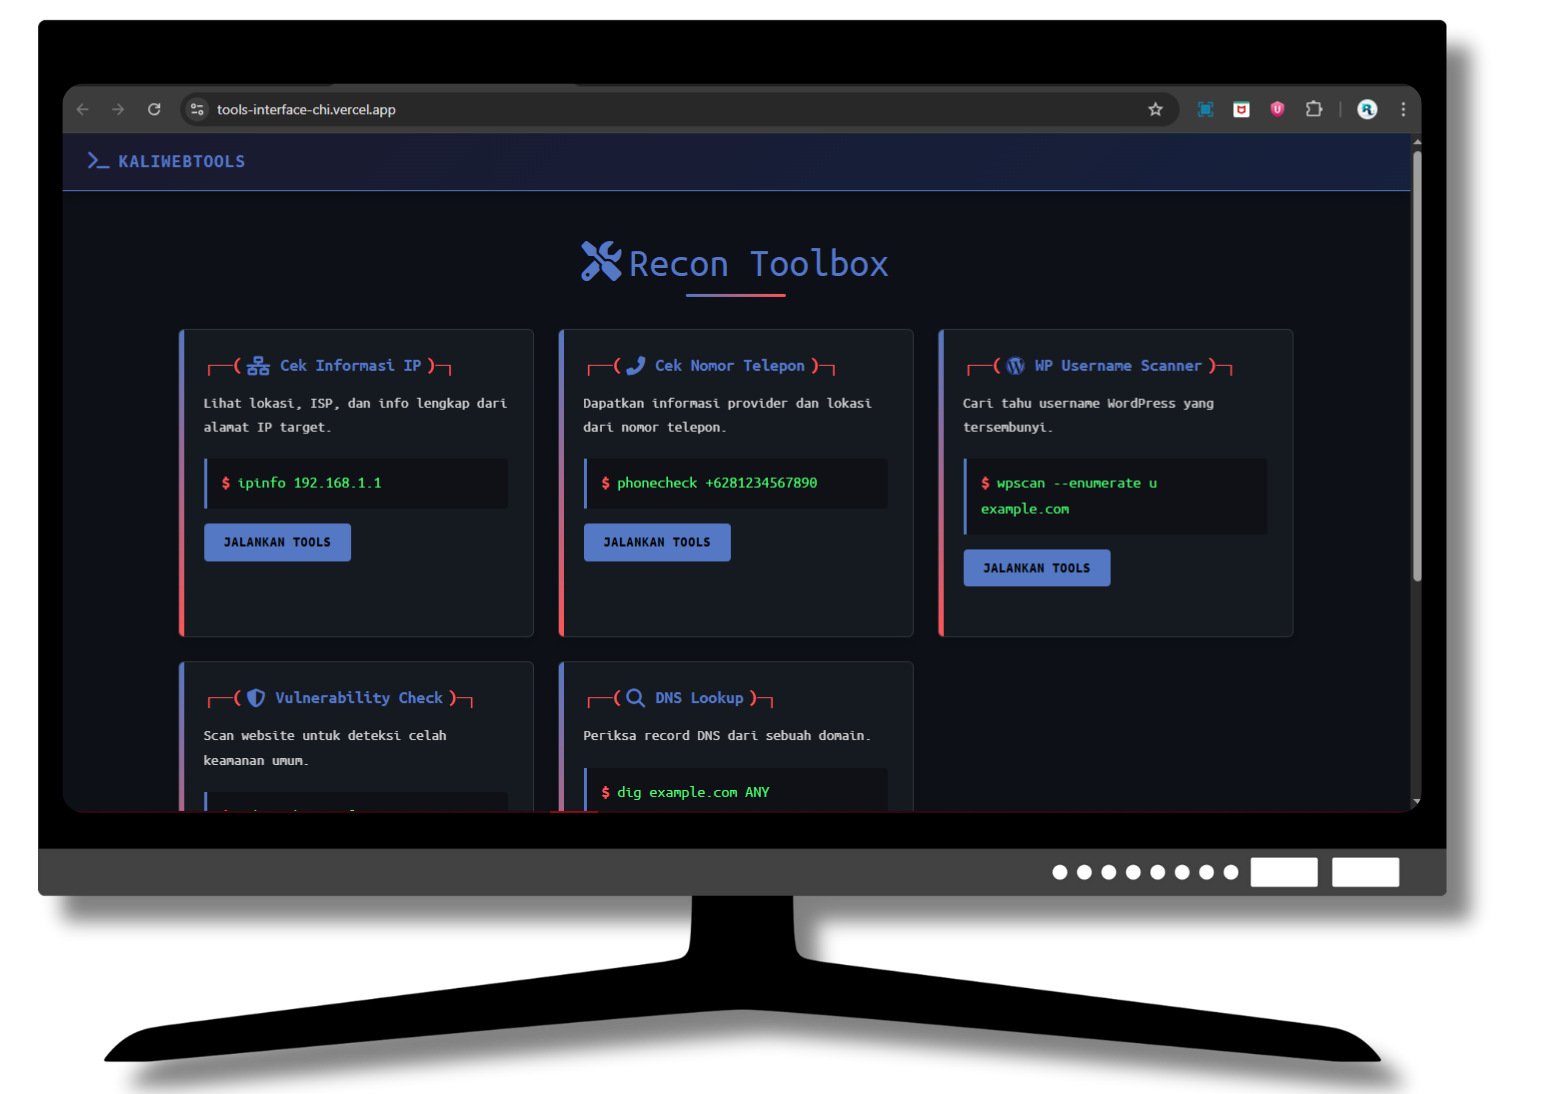 tools-interface-chi.vercel.app
KALIWEBTOOLS
Recon Toolbox
Cek Informasi IP
Lihat lokasi, ISP, dan info lengkap dari
alamat IP target.
$ ipinfo 192.168.1.1
JALANKAN TOOLS
Cek Nomor Telepon
Dapatkan informasi provider dan lokasi
dari nomor telepon.
$ phonecheck +6281234567890
JALANKAN TOOLS
WP Username Scanner
Cari tahu username WordPress yang
tersembunyi.
$ wpscan --enumerate u
example.com
JALANKAN TOOLS
Vulnerability Check
Scan website untuk deteksi celah
keamanan umum.
DNS Lookup
Periksa record DNS dari sebuah domain.
$ dig example.com ANY